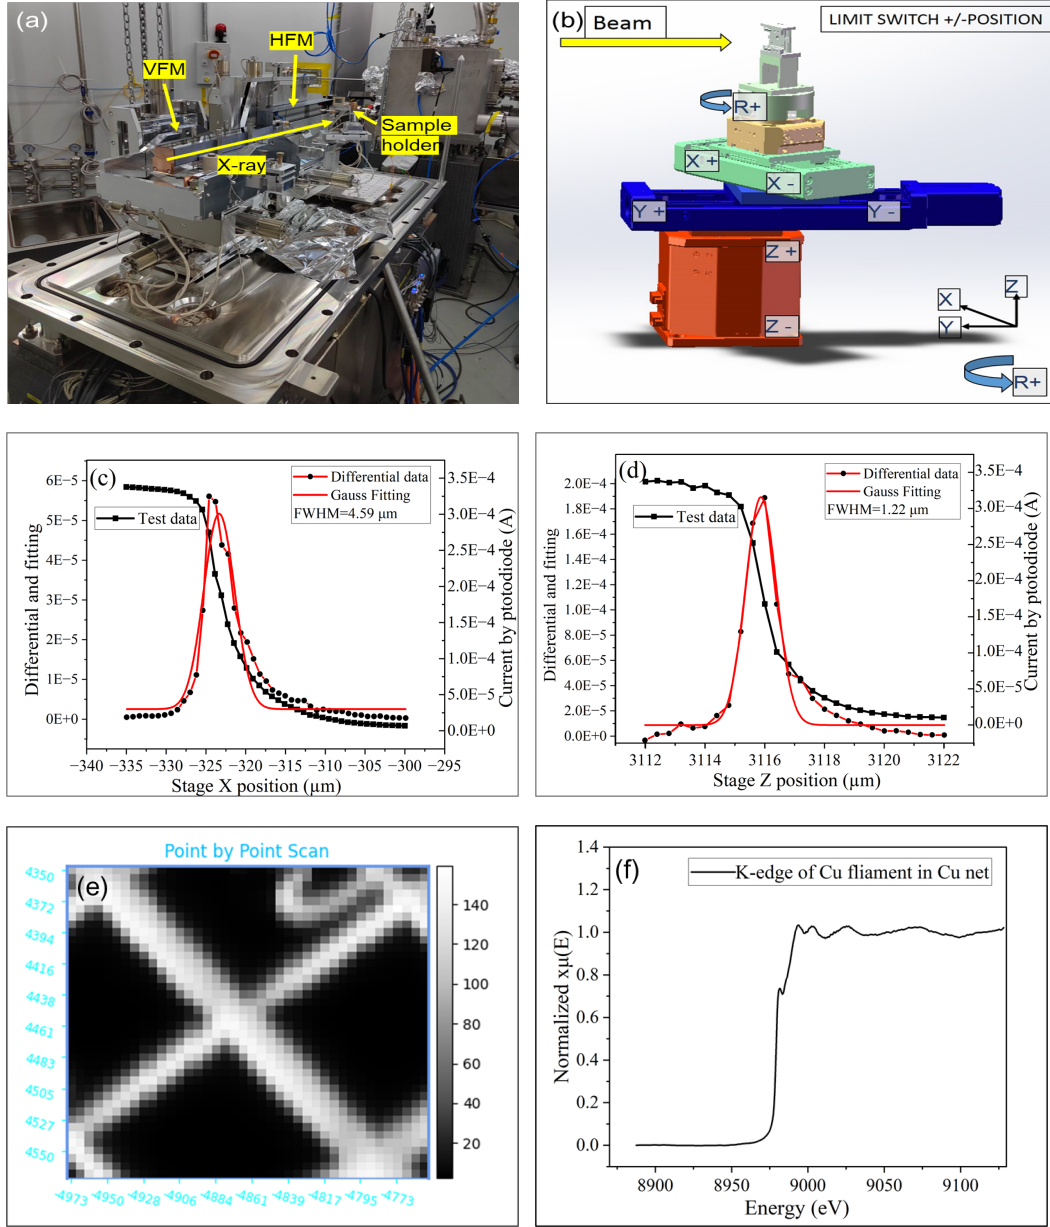 (a)
HFM
VFM
Sample
holder
X-ray
(b)
Beam
LIMIT SWITCH +/-POSITION
R+
X +
X -
Y +
Y -
Z +
Z -
Z
X
Y
R+
(c)
Differential data
Gauss Fitting
FWHM=4.59 μm
Test data
6E−5
5E−5
4E−5
3E−5
2E−5
1E−5
0E+0
3.5E−4
3.0E−4
2.5E−4
2.0E−4
1.5E−4
1.0E−4
5.0E−5
0.0E+0
Differential and fitting
Current by ptotodiode (A)
−340 −335 −330 −325 −320 −315 −310 −305 −300 −295
Stage X position (μm)
(d)
Differential data
Gauss Fitting
FWHM=1.22 μm
Test data
2.0E−4
1.8E−4
1.6E−4
1.4E−4
1.2E−4
1.0E−4
8.0E−5
6.0E−5
4.0E−5
2.0E−5
0.0E+0
3.5E−4
3.0E−4
2.5E−4
2.0E−4
1.5E−4
1.0E−4
5.0E−5
0.0E+0
Differential and fitting
Current by ptotodiode (A)
3112 3114 3116 3118 3120 3122
Stage Z position (μm)
Point by Point Scan
(e)
4350
4372
4394
4416
4438
4461
4483
4505
4527
4550
-4973 -4950 -4928 -4906 -4884 -4861 -4839 -4817 -4795 -4773
140
120
100
80
60
40
20
(f)
K-edge of Cu fliament in Cu net
1.4
1.2
1.0
0.8
0.6
0.4
0.2
0.0
Normalized xμ(E)
8900 8950 9000 9050 9100
Energy (eV)